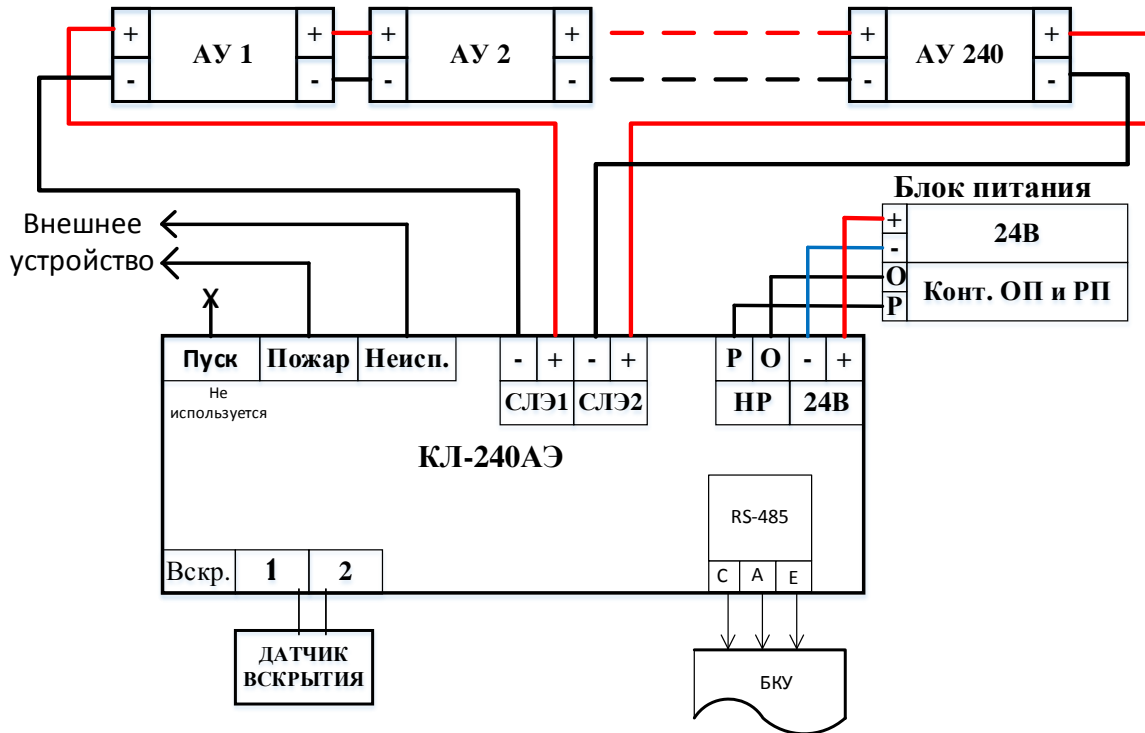 + + + + + +
АУ 1 АУ 2 АУ 240
- - - - - -
Блок питания
Внешнее
устройство
+
24В
-
О
Конт. ОП и РП
Р
X
Пуск Пожар Неисп. - + - + Р О - +
Не
используется
СЛЭ1 СЛЭ2 НР 24В
КЛ-240АЭ
RS-485
Вскр. 1 2
С А Е
ДАТЧИК
ВСКРЫТИЯ
БКУ